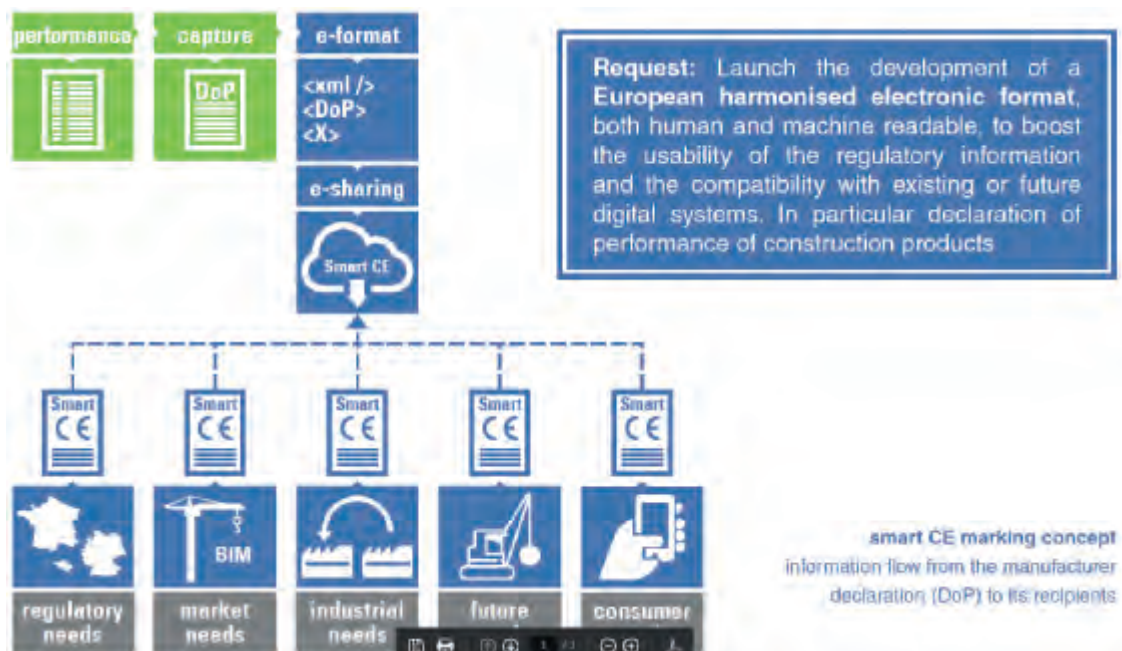 performance
capture
e-format
DoP
<xml />
<DoP>
<X>
e-sharing
Smart CE
Request: Launch the development of a
European harmonised electronic format,
both human and machine readable, to boost
the usability of the regulatory information
and the compatibility with existing or future
digital systems. In particular declaration of
performance of construction products
Smart
CE
Smart
CE
Smart
CE
Smart
CE
Smart
CE
BIM
regulatory
needs
market
needs
industrial
needs
future
consumer
smart CE marking concept
information flow from the manufacturer
declaration (DoP) to its recipients